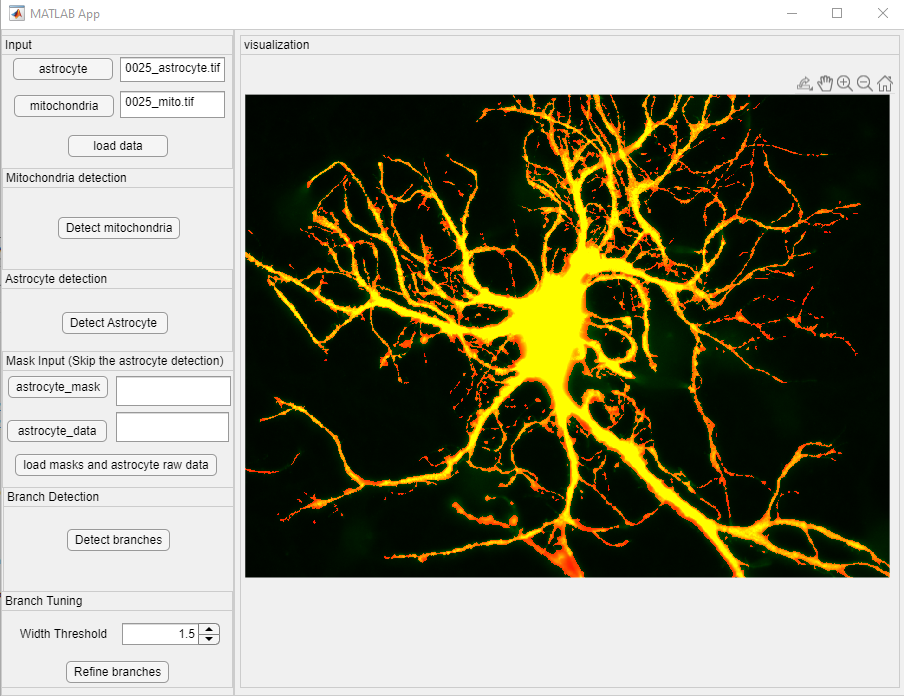 MATLAB App
Input
astrocyte
0025_astrocyte.tif
mitochondria
0025_mito.tif
load data
Mitochondria detection
Detect mitochondria
Astrocyte detection
Detect Astrocyte
Mask Input (Skip the astrocyte detection)
astrocyte_mask
astrocyte_data
load masks and astrocyte raw data
Branch Detection
Detect branches
Branch Tuning
Width Threshold 1.5
Refine branches
visualization